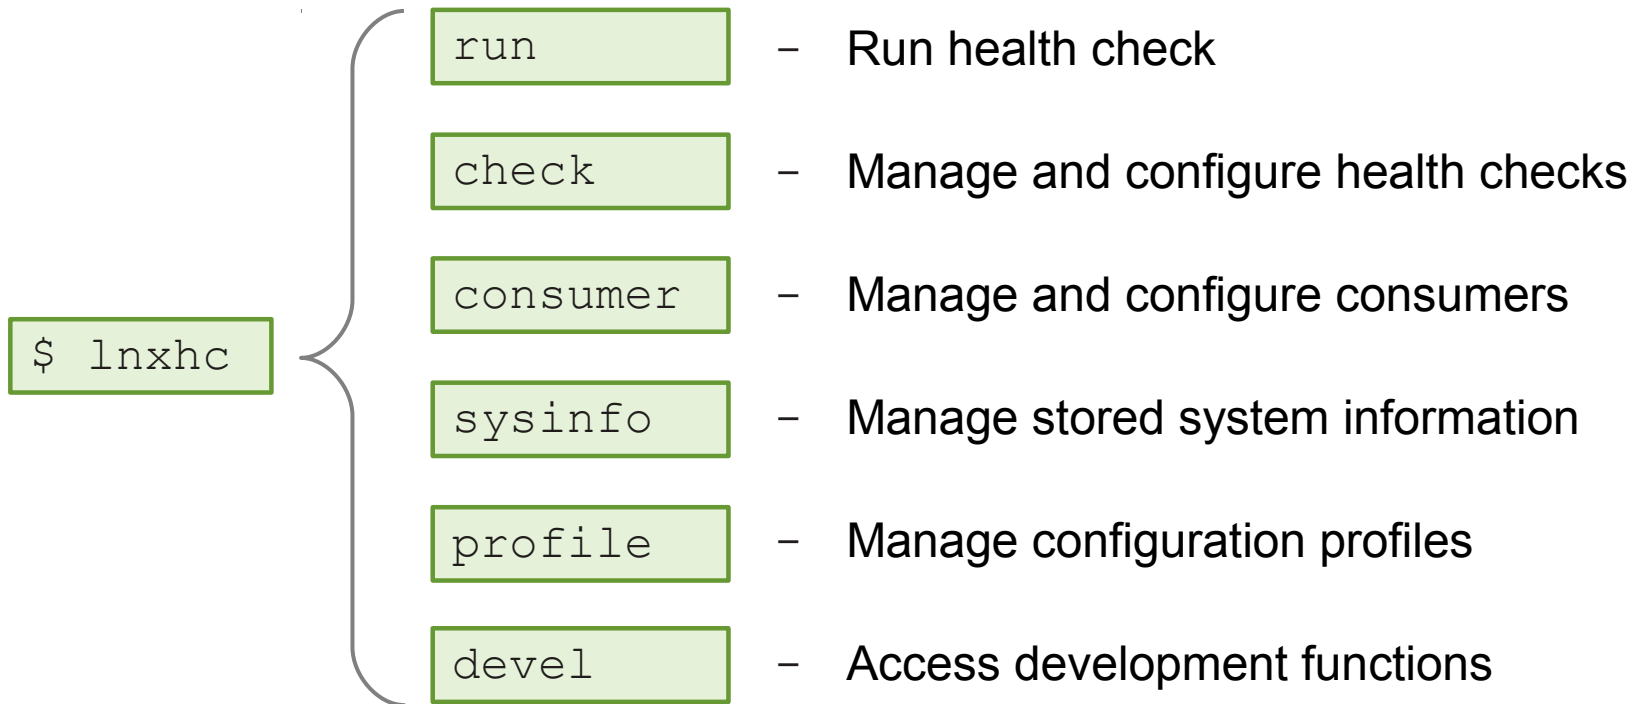 run – Run health check
check – Manage and configure health checks
consumer – Manage and configure consumers
$ lnxhc
sysinfo – Manage stored system information
profile – Manage configuration profiles
devel – Access development functions